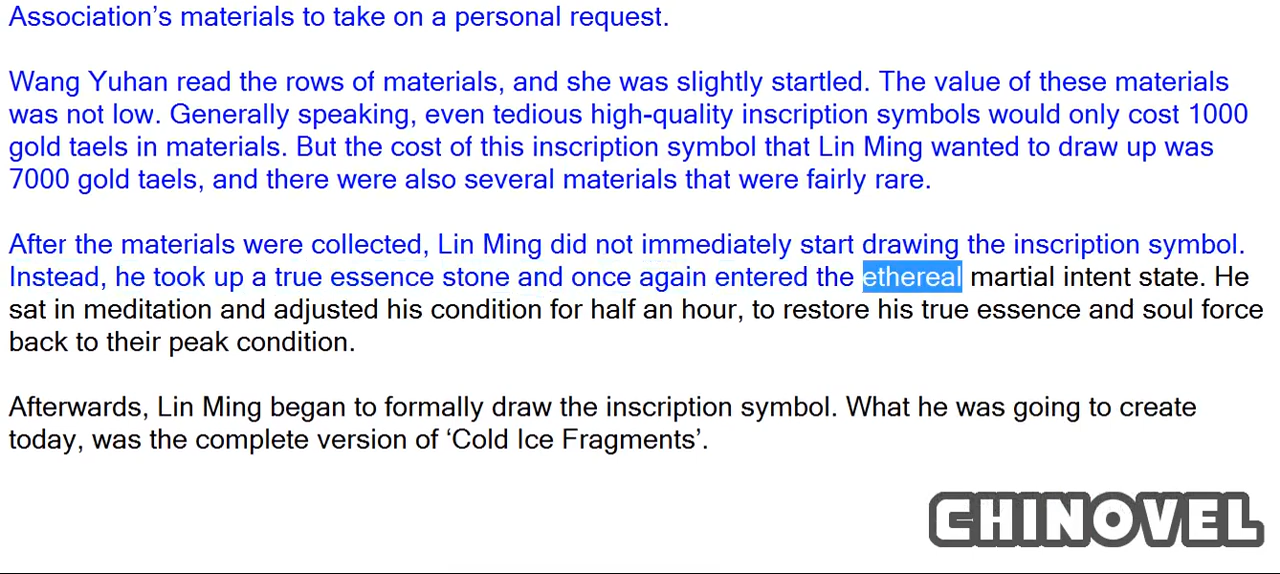 Association’s materials to take on a personal request.
Wang Yuhan read the rows of materials, and she was slightly startled. The value of these materials
was not low. Generally speaking, even tedious high-quality inscription symbols would only cost 1000
gold taels in materials. But the cost of this inscription symbol that Lin Ming wanted to draw up was
7000 gold taels, and there were also several materials that were fairly rare.
After the materials were collected, Lin Ming did not immediately start drawing the inscription symbol.
Instead, he took up a true essence stone and once again entered the ethereal martial intent state. He
sat in meditation and adjusted his condition for half an hour, to restore his true essence and soul force
back to their peak condition.
Afterwards, Lin Ming began to formally draw the inscription symbol. What he was going to create
today, was the complete version of ‘Cold Ice Fragments’.
CHINOVEL